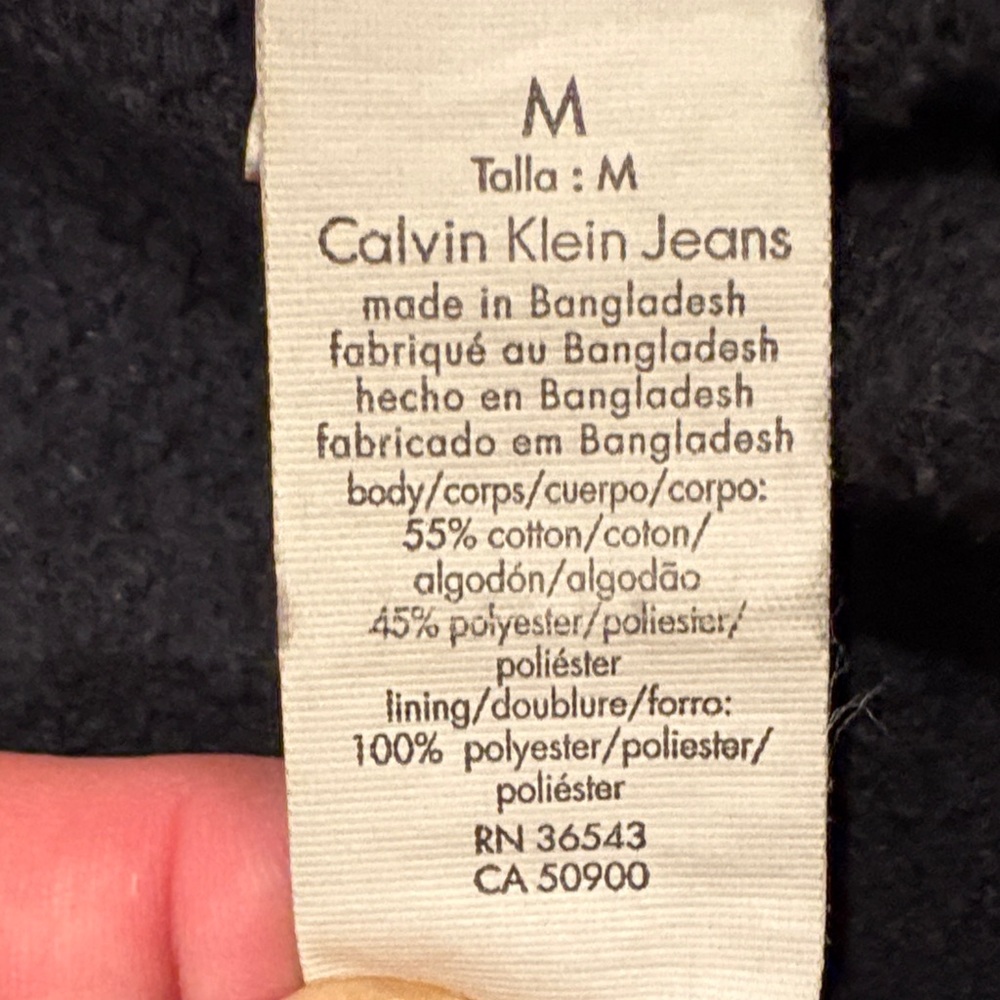 M
Talla : M
Calvin Klein Jeans
made in Bangladesh
fabriqué au Bangladesh
hecho en Bangladesh
fabricado em Bangladesh
body/corps/cuerpo/corpo:
55% cotton/coton/
algodón/algodão
45% polyester/poliester/
poliéster
lining/doublure/forro:
100% polyester/poliester/
poliéster
RN 36543
CA 50900